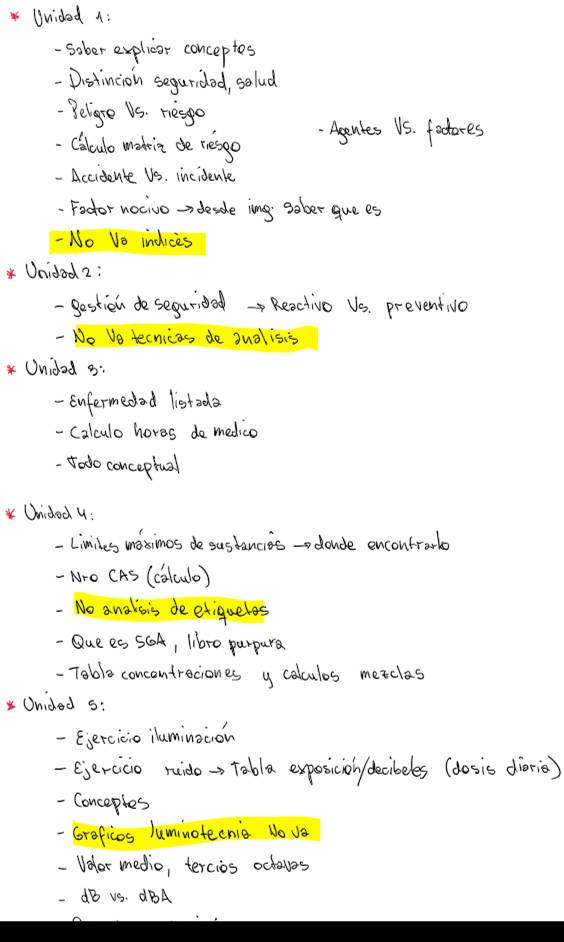 * Unidad 1:
- Saber explicar conceptos
- Distinción seguridad, salud
- Peligro Vs. riesgo
- Agentes Vs. factores
- Cálculo matriz de riesgo
- Accidente Vs. incidente
- Factor nocivo → desde img. saber que es
- No Va indices
* Unidad 2:
- gestión de seguridad → Reactivo Vs. preventivo
- No Va tecnicas de analisis
* Unidad 3:
- Enfermedad listada
- Calculo horas de medico
- Todo conceptual
* Unidad 4:
- Limites máximos de sustancias → donde encontrarlo
- Nro CAS (cálculo)
- No analisis de etiquetas
- Que es SGA, libro purpura
- Tabla concentraciones y calculos mezclas
* Unidad 5:
- Ejercicio iluminación
- Ejercicio ruido → Tabla exposición/decibeles (dosis diaria)
- Conceptos
- Graficos luminotecnia No va
- Valor medio, tercios octavas
- dB vs. dBA